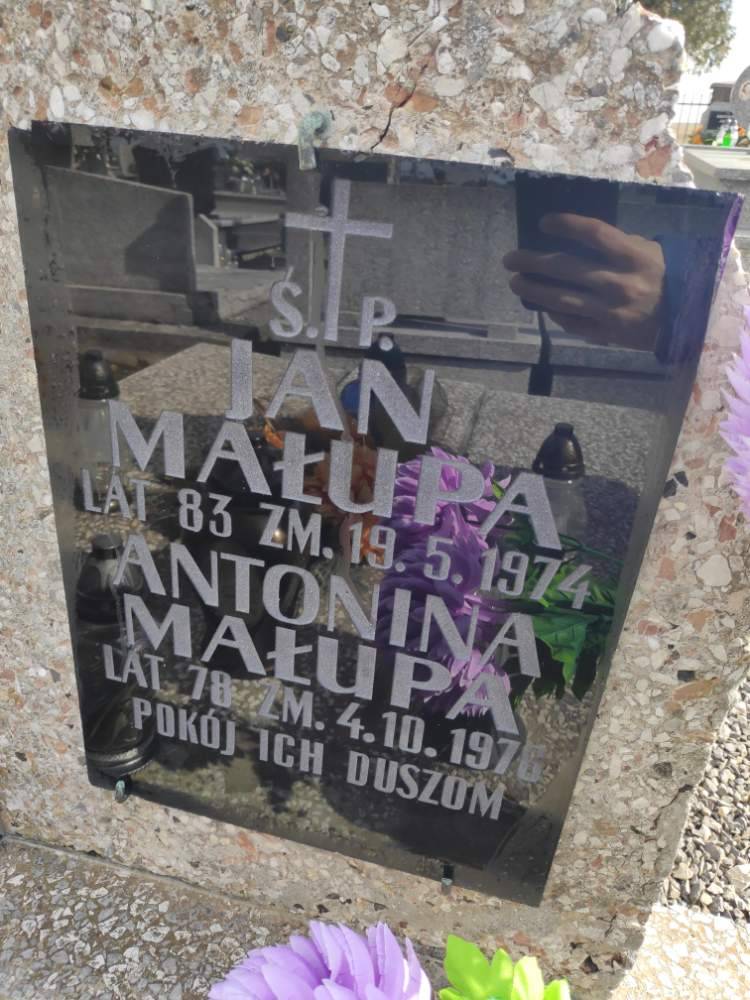 Ś. P.
JAN
MAŁUPA
LAT 83 ZM. 19. 5. 1974
ANTONINA
MAŁUPA
LAT 78 ZM. 4. 10. 1976
POKÓJ ICH DUSZOM